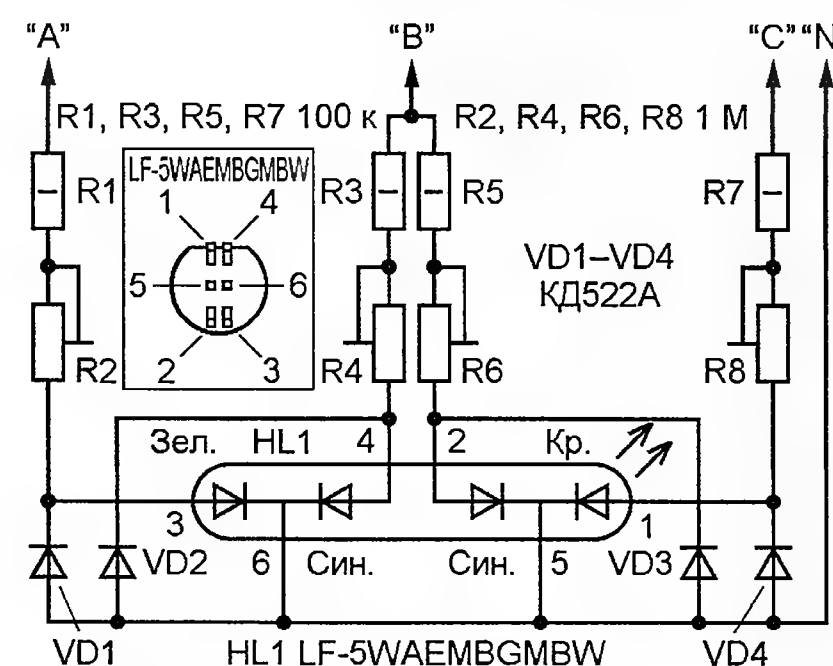 “A” “B” “C” “N
R1, R3, R5, R7 100 к R2, R4, R6, R8 1 М
LF-5WAEMBGMBW
R1 1 4 R3 R5 R7
VD1–VD4
КД522А
5 6
R2 2 3 R4 R6 R8
Зел. HL1 4 2 Кр.
3 1
VD2 6 Син. Син. 5 VD3
VD1 HL1 LF-5WAEMBGMBW VD4